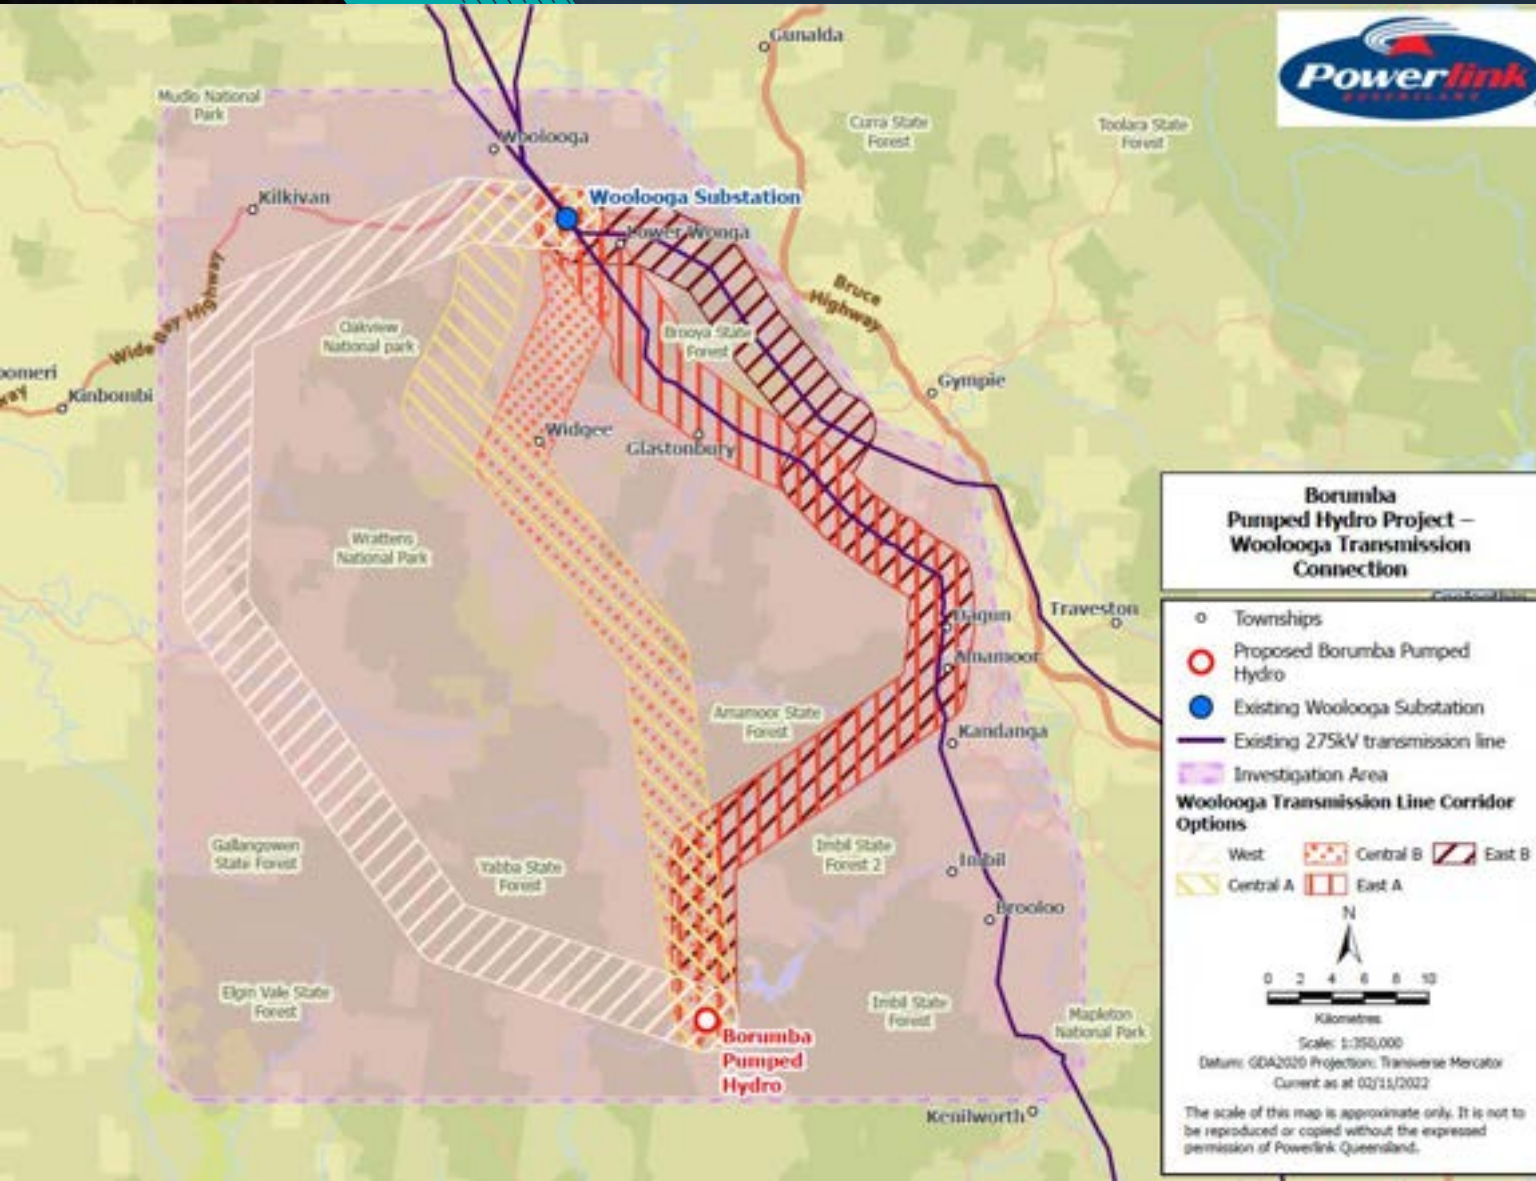 Gunalda
Powerlink
QUEENSLAND
Mudlo National
Park
Curra State
Forest
Toolara State
Forest
Woolooga
Kilkivan
Woolooga Substation
Lower Wonga
Bruce
Highway
Wide Bay Highway
Oakview
National park
Brooya State
Forest
oomeri
way
Kinbombi
Gympie
Widgee
Glastonbury
Borumba
Pumped Hydro Project –
Woolooga Transmission
Connection
Wrattens
National Park
Dagun
Traveston
Amamoor
Amamoor State
Forest
Kandanga
Townships
Proposed Borumba Pumped
Hydro
Existing Woolooga Substation
Existing 275kV transmission line
Investigation Area
Woolooga Transmission Line Corridor
Options
West
Central B
East B
Central A
East A
Gallangowen
State Forest
Yabba State
Forest
Imbil State
Forest 2
Imbil
Brooloo
N
0 2 4 6 8 10
Kilometres
Elgin Vale State
Forest
Imbil State
Forest
Mapleton
National Park
Borumba
Pumped
Hydro
Scale: 1:350,000
Datum: GDA2020 Projection: Transverse Mercator
Current as at 02/11/2022
Kenilworth
The scale of this map is approximate only. It is not to
be reproduced or copied without the expressed
permission of Powerlink Queensland.